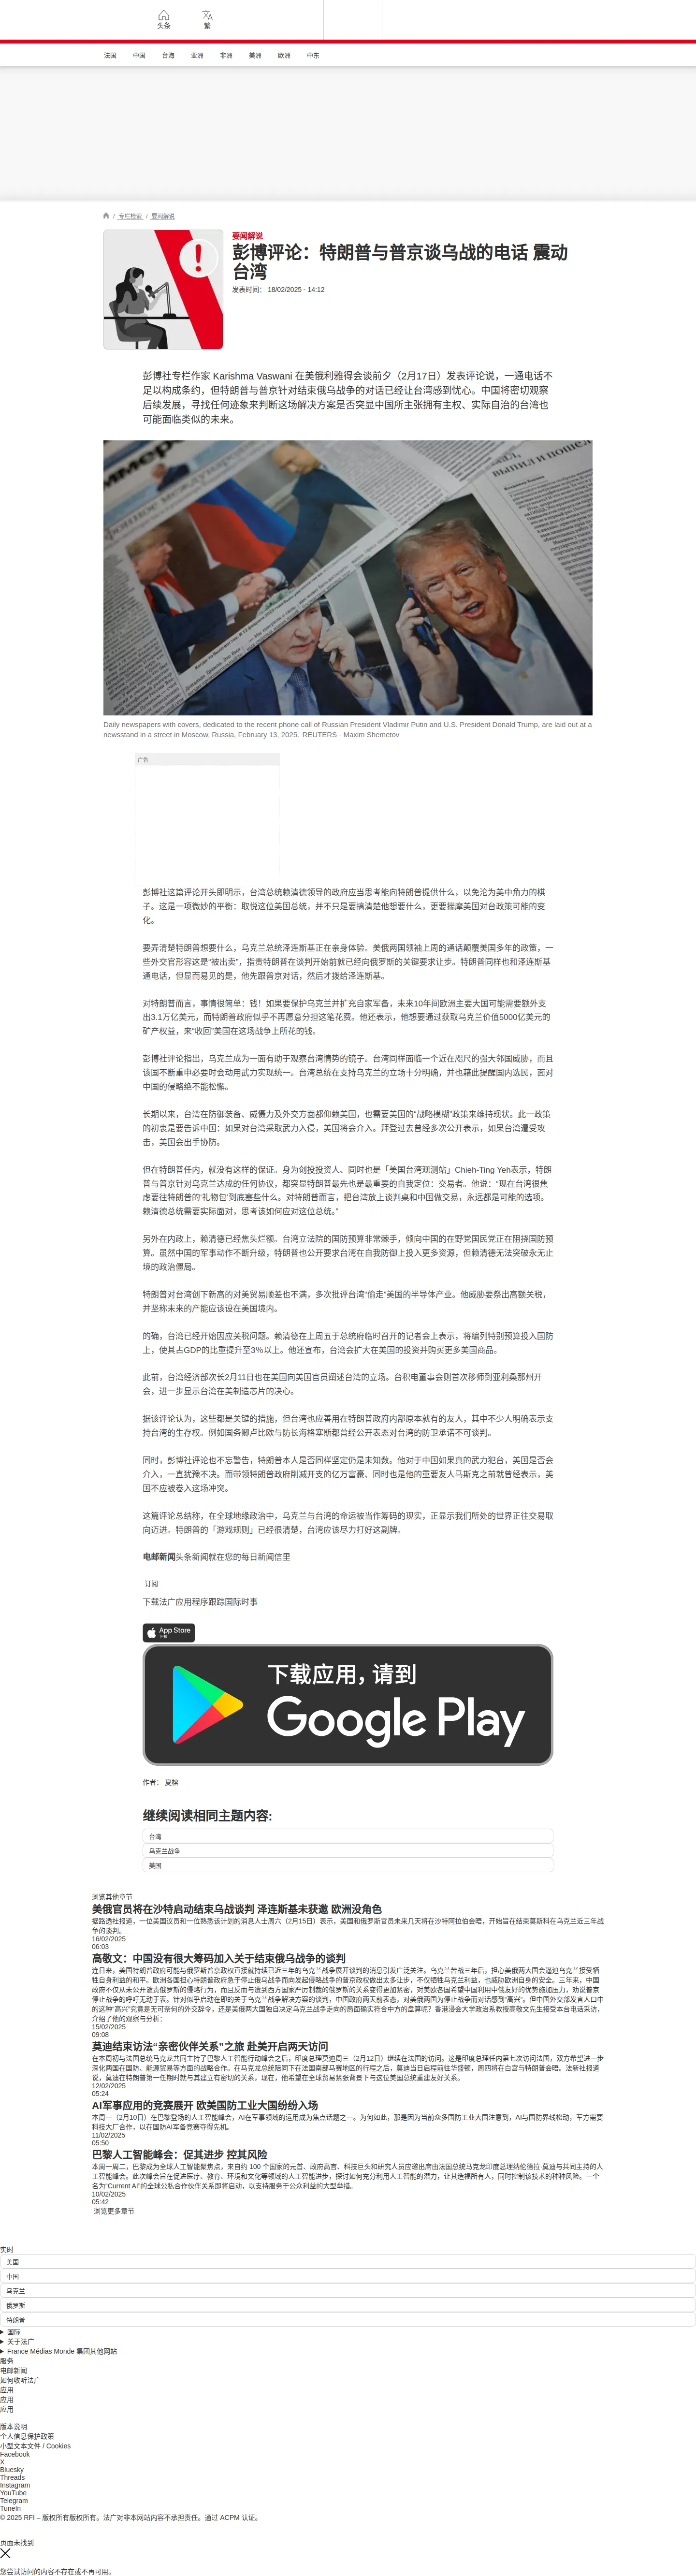 头条
繁
法国 中国 台海 亚洲 非洲 美洲 欧洲 中东
/ 专栏检索 / 要闻解说
要闻解说
彭博评论：特朗普与普京谈乌战的电话 震动
台湾
发表时间： 18/02/2025 - 14:12
彭博社专栏作家 Karishma Vaswani 在美俄利雅得会谈前夕（2月17日）发表评论说，一通电话不
足以构成条约，但特朗普与普京针对结束俄乌战争的对话已经让台湾感到忧心。中国将密切观察
后续发展，寻找任何迹象来判断这场解决方案是否突显中国所主张拥有主权、实际自治的台湾也
可能面临类似的未来。
Daily newspapers with covers, dedicated to the recent phone call of Russian President Vladimir Putin and U.S. President Donald Trump, are laid out at a
newsstand in a street in Moscow, Russia, February 13, 2025. REUTERS - Maxim Shemetov
广告
彭博社这篇评论开头即明示，台湾总统赖清德领导的政府应当思考能向特朗普提供什么，以免沦为美中角力的棋
子。这是一项微妙的平衡：取悦这位美国总统，并不只是要搞清楚他想要什么，更要揣摩美国对台政策可能的变
化。
要弄清楚特朗普想要什么，乌克兰总统泽连斯基正在亲身体验。美俄两国领袖上周的通话颠覆美国多年的政策，一
些外交官形容这是“被出卖”，指责特朗普在谈判开始前就已经向俄罗斯的关键要求让步。特朗普同样也和泽连斯基
通电话，但显而易见的是，他先跟普京对话，然后才拨给泽连斯基。
对特朗普而言，事情很简单：钱！如果要保护乌克兰并扩充自家军备，未来10年间欧洲主要大国可能需要额外支
出3.1万亿美元，而特朗普政府似乎不再愿意分担这笔花费。他还表示，他想要通过获取乌克兰价值5000亿美元的
矿产权益，来“收回”美国在这场战争上所花的钱。
彭博社评论指出，乌克兰成为一面有助于观察台湾情势的镜子。台湾同样面临一个近在咫尺的强大邻国威胁，而且
该国不断重申必要时会动用武力实现统一。台湾总统在支持乌克兰的立场十分明确，并也藉此提醒国内选民，面对
中国的侵略绝不能松懈。
长期以来，台湾在防御装备、威慑力及外交方面都仰赖美国，也需要美国的“战略模糊”政策来维持现状。此一政策
的初衷是要告诉中国：如果对台湾采取武力入侵，美国将会介入。拜登过去曾经多次公开表示，如果台湾遭受攻
击，美国会出手协防。
但在特朗普任内，就没有这样的保证。身为创投投资人、同时也是「美国台湾观测站」Chieh-Ting Yeh表示，特朗
普与普京针对乌克兰达成的任何协议，都突显特朗普最先也是最重要的自我定位：交易者。他说：“现在台湾很焦
虑要往特朗普的‘礼物包’到底塞些什么。对特朗普而言，把台湾放上谈判桌和中国做交易，永远都是可能的选项。
赖清德总统需要实际面对，思考该如何应对这位总统。”
另外在内政上，赖清德已经焦头烂额。台湾立法院的国防预算非常棘手，倾向中国的在野党国民党正在阻挠国防预
算。虽然中国的军事动作不断升级，特朗普也公开要求台湾在自我防御上投入更多资源，但赖清德无法突破永无止
境的政治僵局。
特朗普对台湾创下新高的对美贸易顺差也不满，多次批评台湾“偷走”美国的半导体产业。他威胁要祭出高额关税，
并坚称未来的产能应该设在美国境内。
的确，台湾已经开始因应关税问题。赖清德在上周五于总统府临时召开的记者会上表示，将编列特别预算投入国防
上，使其占GDP的比重提升至3％以上。他还宣布，台湾会扩大在美国的投资并购买更多美国商品。
此前，台湾经济部次长2月11日也在美国向美国官员阐述台湾的立场。台积电董事会则首次移师到亚利桑那州开
会，进一步显示台湾在美制造芯片的决心。
据该评论认为，这些都是关键的措施，但台湾也应善用在特朗普政府内部原本就有的友人，其中不少人明确表示支
持台湾的生存权。例如国务卿卢比欧与防长海格塞斯都曾经公开表态对台湾的防卫承诺不可谈判。
同时，彭博社评论也不忘警告，特朗普本人是否同样坚定仍是未知数。他对于中国如果真的武力犯台，美国是否会
介入，一直犹豫不决。而带领特朗普政府削减开支的亿万富豪、同时也是他的重要友人马斯克之前就曾经表示，美
国不应被卷入这场冲突。
这篇评论总结称，在全球地缘政治中，乌克兰与台湾的命运被当作筹码的现实，正显示我们所处的世界正往交易取
向迈进。特朗普的「游戏规则」已经很清楚，台湾应该尽力打好这副牌。
电邮新闻头条新闻就在您的每日新闻信里
订阅
下载法广应用程序跟踪国际时事
App Store
下载
下载应用，请到
Google Play
作者： 夏榕
继续阅读相同主题内容:
台湾
乌克兰战争
美国
浏览其他章节
美俄官员将在沙特启动结束乌战谈判 泽连斯基未获邀 欧洲没角色
据路透社报道，一位美国议员和一位熟悉该计划的消息人士周六（2月15日）表示，美国和俄罗斯官员未来几天将在沙特阿拉伯会晤，开始旨在结束莫斯科在乌克兰近三年战
争的谈判。
16/02/2025
06:03
高敬文：中国没有很大筹码加入关于结束俄乌战争的谈判
连日来，美国特朗普政府可能与俄罗斯普京政权直接就持续已近三年的乌克兰战争展开谈判的消息引发广泛关注。乌克兰苦战三年后，担心美俄两大国会逼迫乌克兰接受牺
牲自身利益的和平。欧洲各国担心特朗普政府急于停止俄乌战争而向发起侵略战争的普京政权做出太多让步，不仅牺牲乌克兰利益，也威胁欧洲自身的安全。三年来，中国
政府不仅从未公开谴责俄罗斯的侵略行为，而且反而与遭到西方国家严厉制裁的俄罗斯的关系变得更加紧密，对美欧各国希望中国利用中俄友好的优势施加压力，劝说普京
停止战争的呼吁无动于衷。针对似乎启动在即的关于乌克兰战争解决方案的谈判，中国政府两天前表态，对美俄两国为停止战争而对话感到“高兴”。但中国外交部发言人口中
的这种“高兴”究竟是无可奈何的外交辞令，还是美俄两大国独自决定乌克兰战争走向的局面确实符合中方的盘算呢？香港浸会大学政治系教授高敬文先生接受本台电话采访，
介绍了他的观察与分析：
15/02/2025
09:08
莫迪结束访法“亲密伙伴关系”之旅 赴美开启两天访问
在本周初与法国总统马克龙共同主持了巴黎人工智能行动峰会之后，印度总理莫迪周三（2月12日）继续在法国的访问。这是印度总理任内第七次访问法国，双方希望进一步
深化两国在国防、能源贸易等方面的战略合作。在马克龙总统陪同下在法国南部马赛地区的行程之后，莫迪当日启程前往华盛顿，周四将在白宫与特朗普会晤。法新社报道
说，莫迪在特朗普第一任期时就与其建立有密切的关系，现在，他希望在全球贸易紧张背景下与这位美国总统重建友好关系。
12/02/2025
05:24
AI军事应用的竞赛展开 欧美国防工业大国纷纷入场
本周一（2月10日）在巴黎登场的人工智能峰会，AI在军事领域的运用成为焦点话题之一。为何如此，那是因为当前众多国防工业大国注意到，AI与国防界线松动，军方需要
科技大厂合作，以在国防AI军备竞赛夺得先机。
11/02/2025
05:50
巴黎人工智能峰会：促其进步 控其风险
本周一周二，巴黎成为全球人工智能聚焦点，来自约 100 个国家的元首、政府高官、科技巨头和研究人员应邀出席由法国总统马克龙印度总理纳伦德拉·莫迪与共同主持的人
工智能峰会。此次峰会旨在促进医疗、教育、环境和文化等领域的人工智能进步，探讨如何充分利用人工智能的潜力，让其造福所有人，同时控制该技术的种种风险。一个
名为“Current AI”的全球公私合作伙伴关系即将启动，以支持服务于公众利益的大型举措。
10/02/2025
05:42
浏览更多章节
实时
美国
中国
乌克兰
俄罗斯
特朗普
国际
关于法广
France Médias Monde 集团其他网站
服务
电邮新闻
如何收听法广
应用
应用
应用
版本说明
个人信息保护政策
小型文本文件 / Cookies
Facebook
X
Bluesky
Threads
Instagram
YouTube
Telegram
TuneIn
© 2025 RFI – 版权所有版权所有。法广对非本网站内容不承担责任。通过 ACPM 认证。
页面未找到
您尝试访问的内容不存在或不再可用。